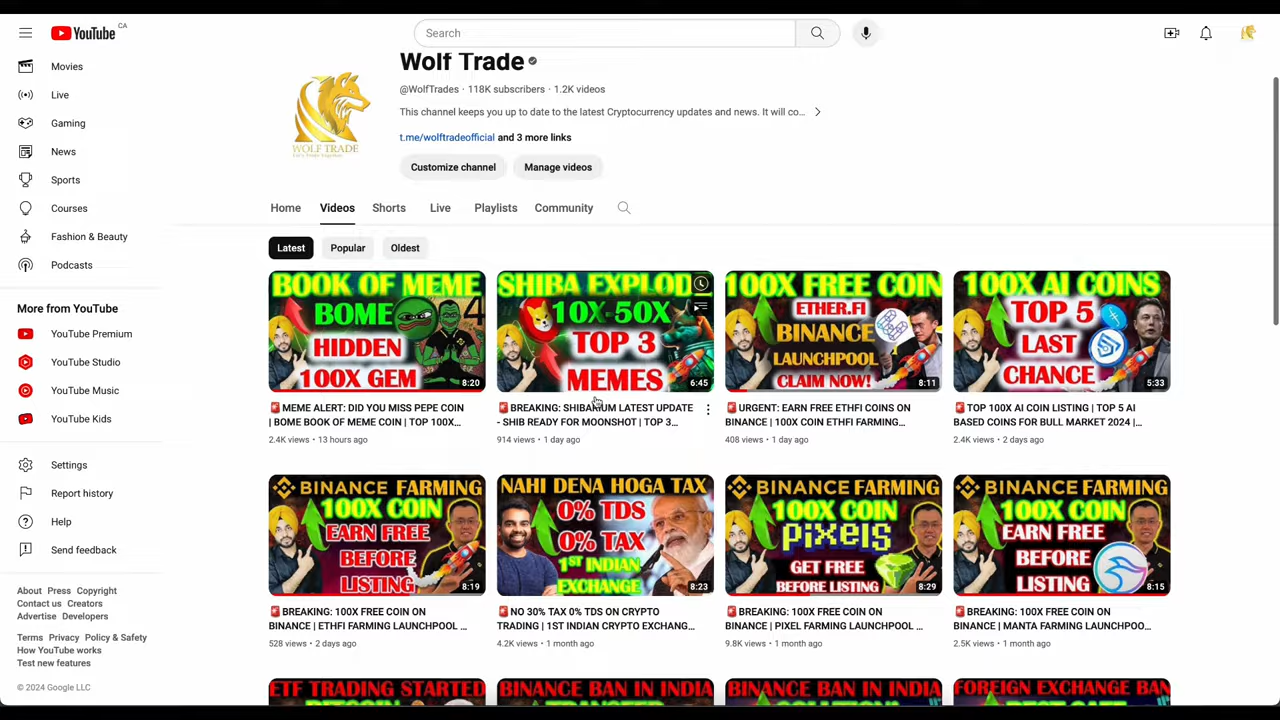 YouTube CA
Search
Movies
Live
Gaming
News
Sports
Courses
Fashion & Beauty
Podcasts
More from YouTube
YouTube Premium
YouTube Studio
YouTube Music
YouTube Kids
Settings
Report history
Help
Send feedback
About Press Copyright
Contact us Creators
Advertise Developers
Terms Privacy Policy & Safety
How YouTube works
Test new features
© 2024 Google LLC
WOLF TRADE
Wolf Trade
@WolfTrades · 118K subscribers · 1.2K videos
This channel keeps you up to date to the latest Cryptocurrency updates and news. It will co...
t.me/wolftradeofficial and 3 more links
Customize channel Manage videos
Home Videos Shorts Live Playlists Community
Latest Popular Oldest
BOOK OF MEME
BOME
4
HIDDEN
100X GEM
8:20
🚨MEME ALERT: DID YOU MISS PEPE COIN
| BOME BOOK OF MEME COIN | TOP 100X...
2.4K views · 13 hours ago
SHIBA EXPLOD
10X-50X
TOP 3
MEMES
6:45
🚨BREAKING: SHIBARIUM LATEST UPDATE
- SHIB READY FOR MOONSHOT | TOP 3...
914 views · 1 day ago
100X FREE COIN
ETHER.FI
BINANCE
LAUNCHPOOL
CLAIM NOW!
8:11
🚨URGENT: EARN FREE ETHFI COINS ON
BINANCE | 100X COIN ETHFI FARMING...
408 views · 1 day ago
100X AI COINS
TOP 5
LAST
CHANCE
5:33
🚨TOP 100X AI COIN LISTING | TOP 5 AI
BASED COINS FOR BULL MARKET 2024 |...
2.4K views · 2 days ago
BINANCE FARMING
100X COIN
EARN FREE
BEFORE
LISTING
8:19
🚨BREAKING: 100X FREE COIN ON
BINANCE | ETHFI FARMING LAUNCHPOOL ...
528 views · 2 days ago
NAHI DENA HOGA TAX
0% TDS
0% TAX
1ST INDIAN
EXCHANGE
8:23
🚨NO 30% TAX 0% TDS ON CRYPTO
TRADING | 1ST INDIAN CRYPTO EXCHANG...
4.2K views · 1 month ago
BINANCE FARMING
100X COIN
PiXELS
GET FREE
BEFORE LISTING
8:29
🚨BREAKING: 100X FREE COIN ON
BINANCE | PIXEL FARMING LAUNCHPOOL ...
9.8K views · 1 month ago
BINANCE FARMING
100X COIN
EARN FREE
BEFORE
LISTING
8:15
🚨BREAKING: 100X FREE COIN ON
BINANCE | MANTA FARMING LAUNCHPOO...
2.5K views · 1 month ago
ETF TRADING STARTED
BITCOIN
BINANCE BAN IN INDIA
BINANCE BAN IN INDIA
SOLUTIONS
FOREIGN EXCHANGE BAN